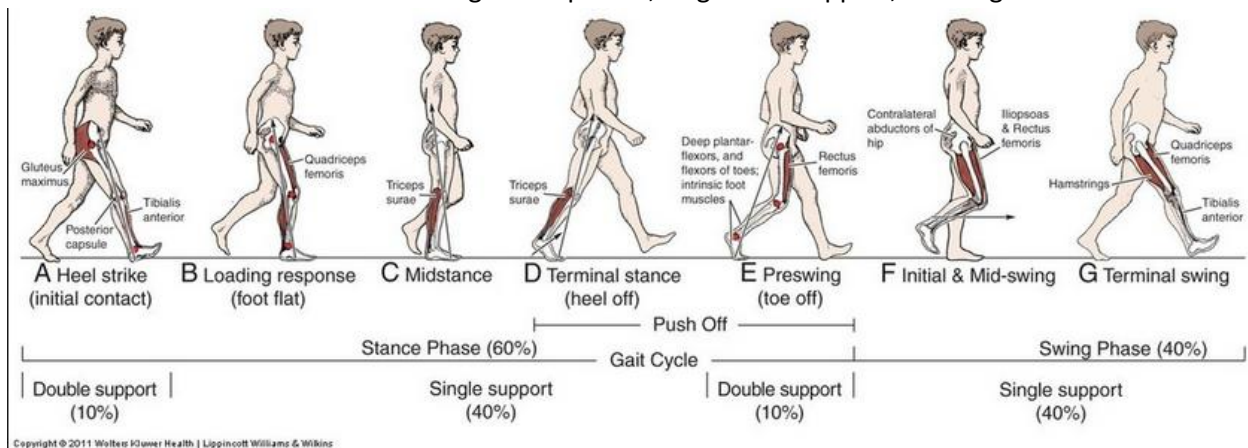 Gluteus
maximus
Posterior
capsule
Tibialis
anterior
Quadriceps
femoris
Triceps
surae
Triceps
surae
Deep plantar-
flexors, and
flexors of toes;
intrinsic foot
muscles
Rectus
femoris
Contralateral
abductors of
hip
Iliopsoas
& Rectus
femoris
Hamstrings
Quadriceps
femoris
Tibialis
anterior
A Heel strike
(initial contact)
B Loading response
(foot flat)
C Midstance
D Terminal stance
(heel off)
E Preswing
(toe off)
F Initial & Mid-swing
G Terminal swing
Push Off
Stance Phase (60%)
Gait Cycle
Swing Phase (40%)
Double support
(10%)
Single support
(40%)
Double support
(10%)
Single support
(40%)
Copyright © 2011 Wolters Kluwer Health | Lippincott Williams & Wilkins